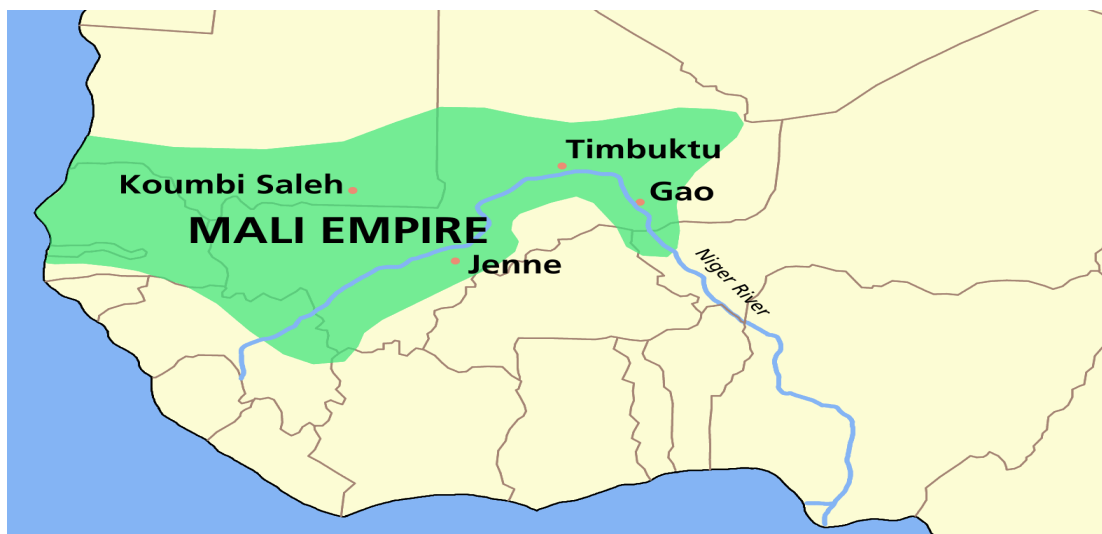 Timbuktu
Koumbi Saleh
Gao
MALI EMPIRE
Jenne
Niger River